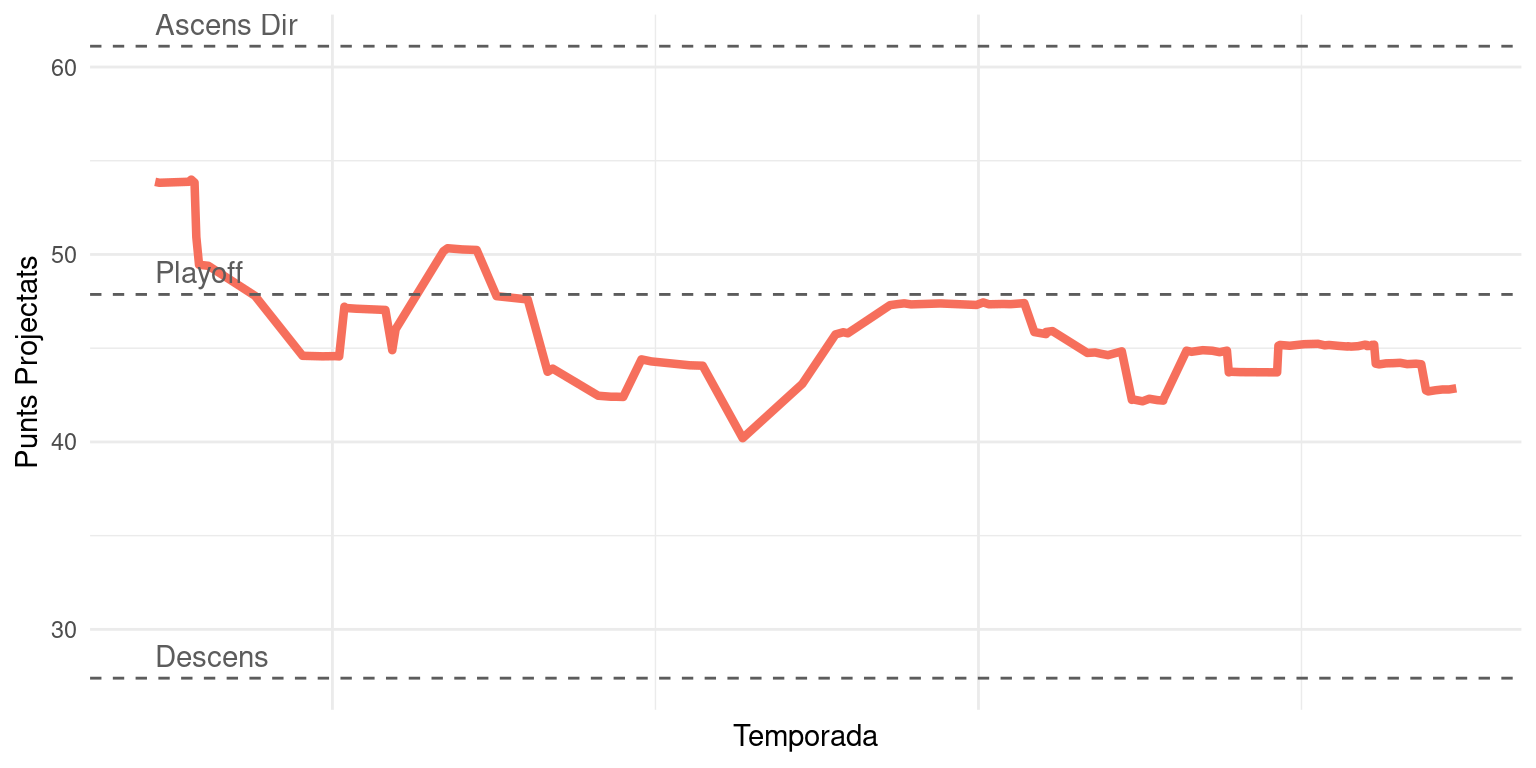 Ascens Dir
60
50
Playoff
40
30
Descens
Punts Projectats
Temporada